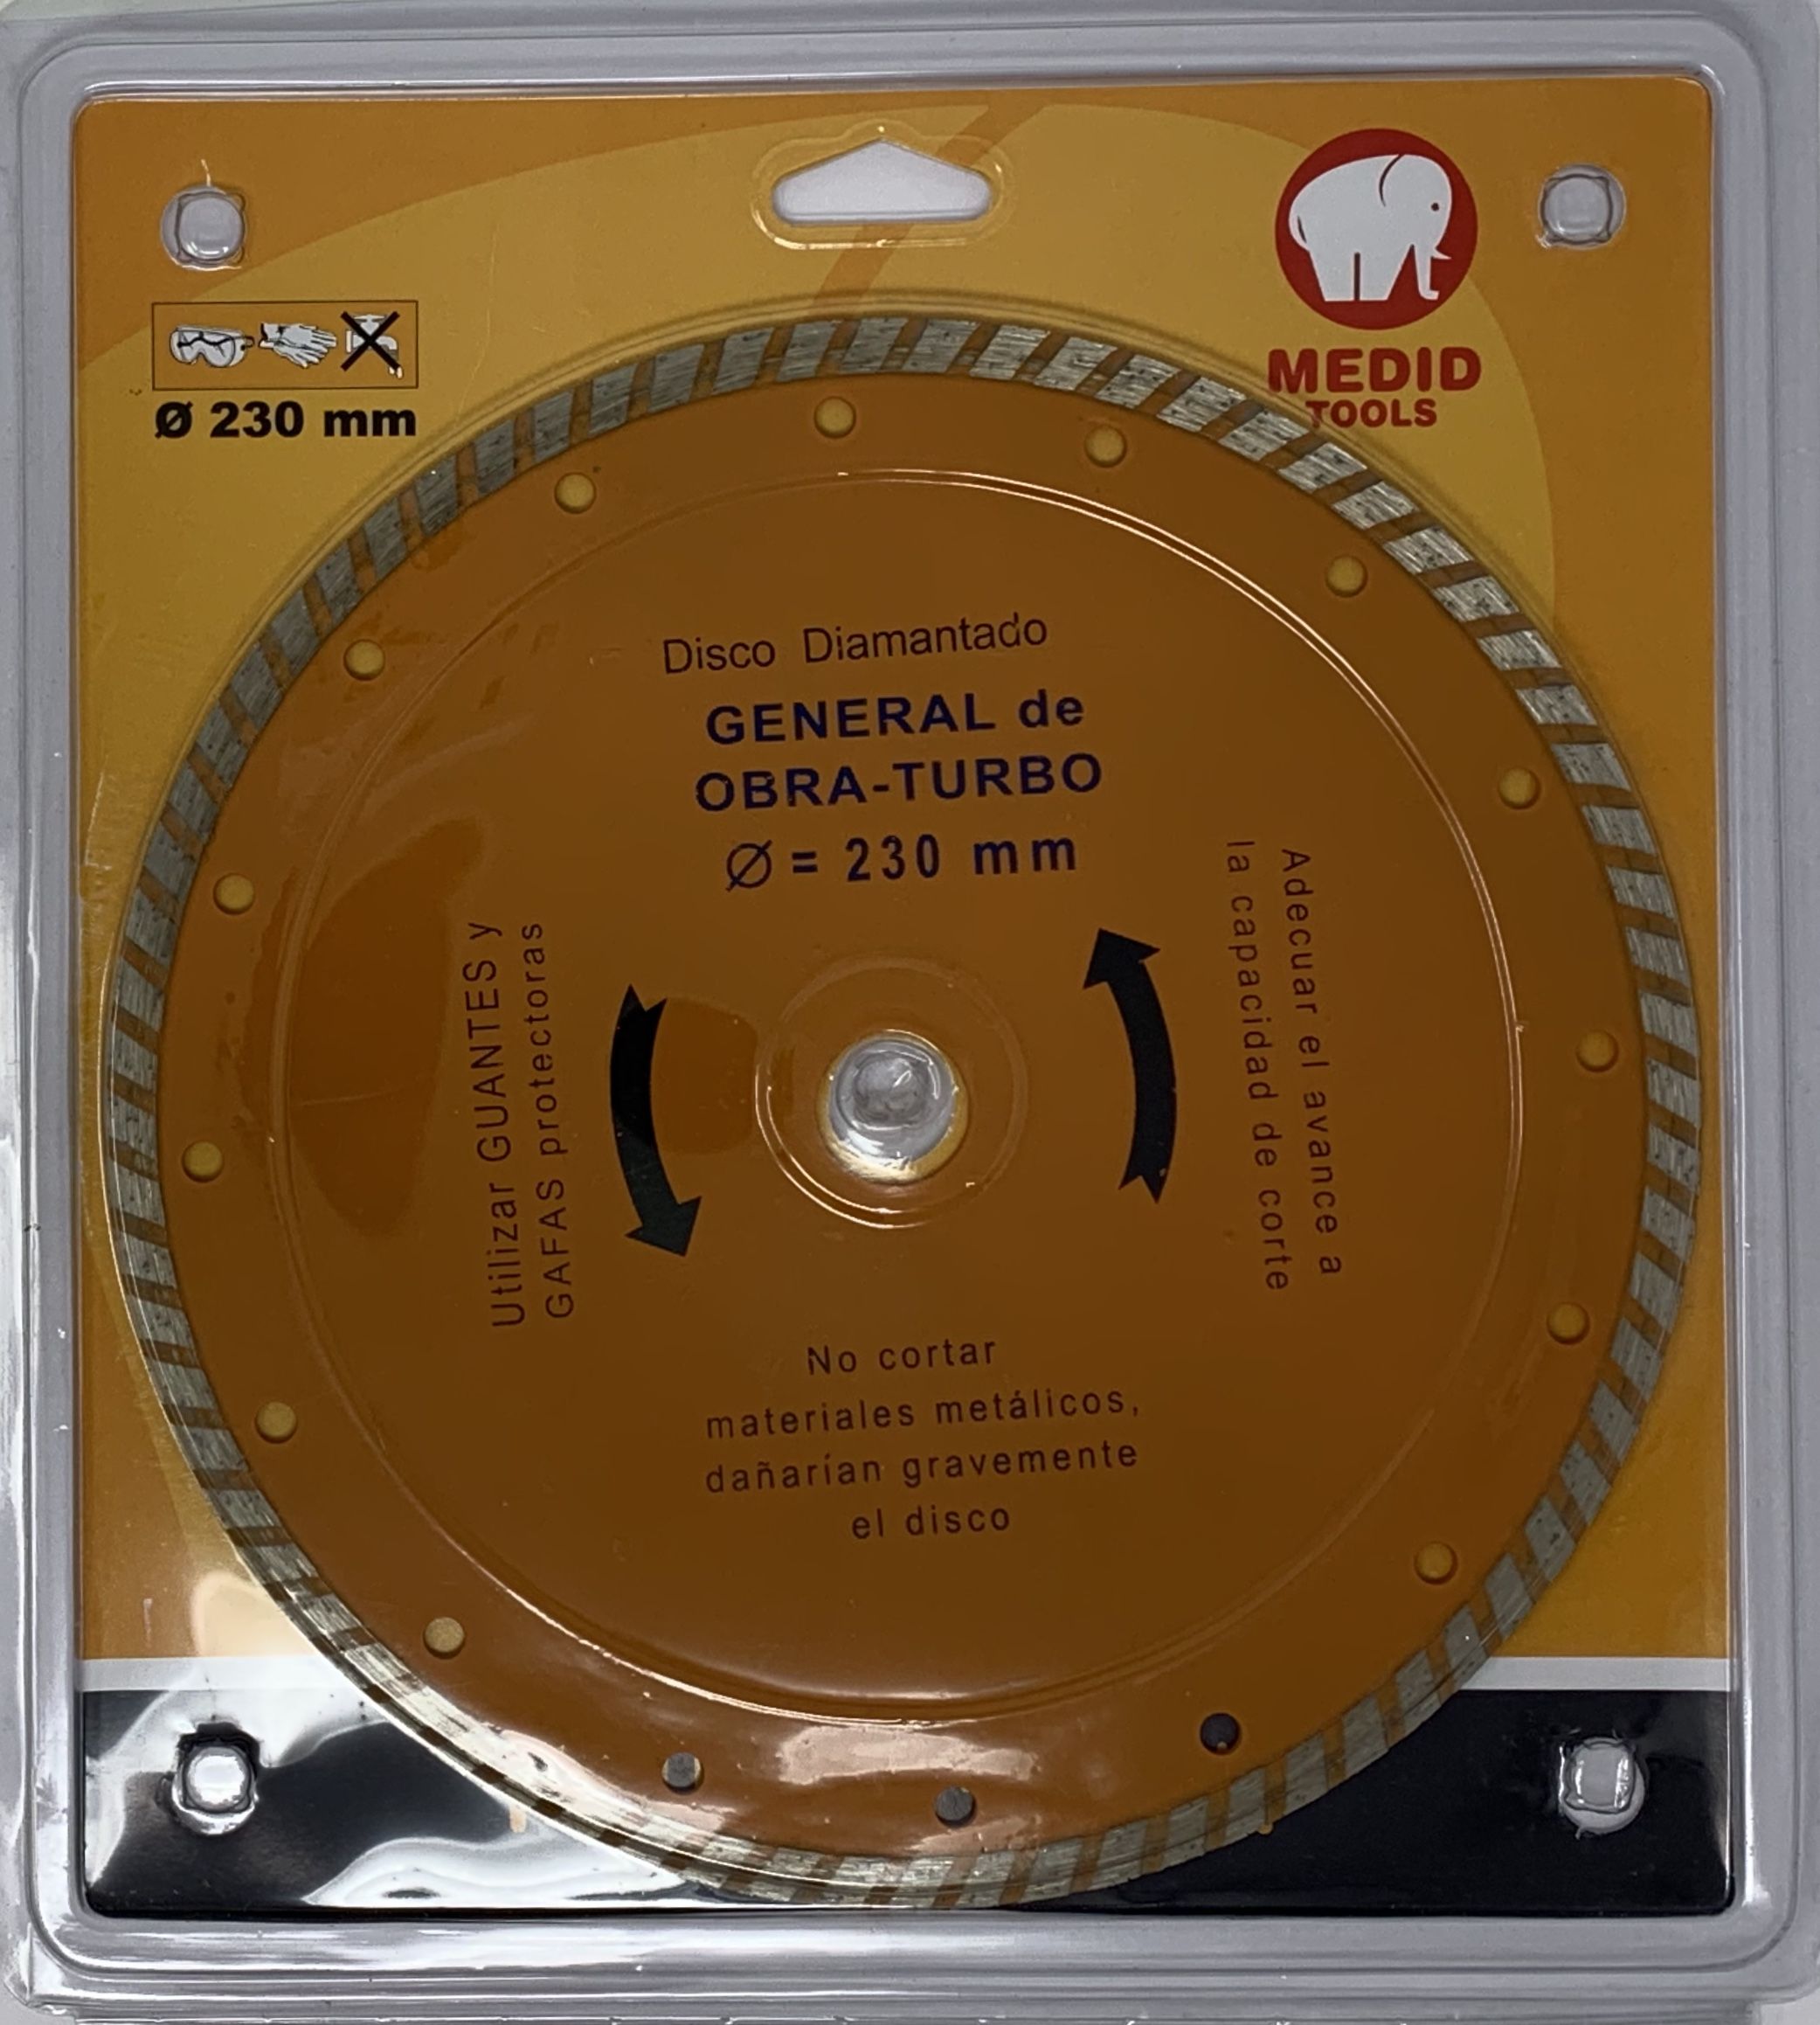 MEDID
TOOLS
Ø 230 mm
Disco Diamantado
GENERAL de
OBRA-TURBO
Ø = 230 mm
Utilizar GUANTES y
GAFAS protectoras
Adecuar el avance a
la capacidad de corte
No cortar
materiales metálicos,
dañarían gravemente
el disco